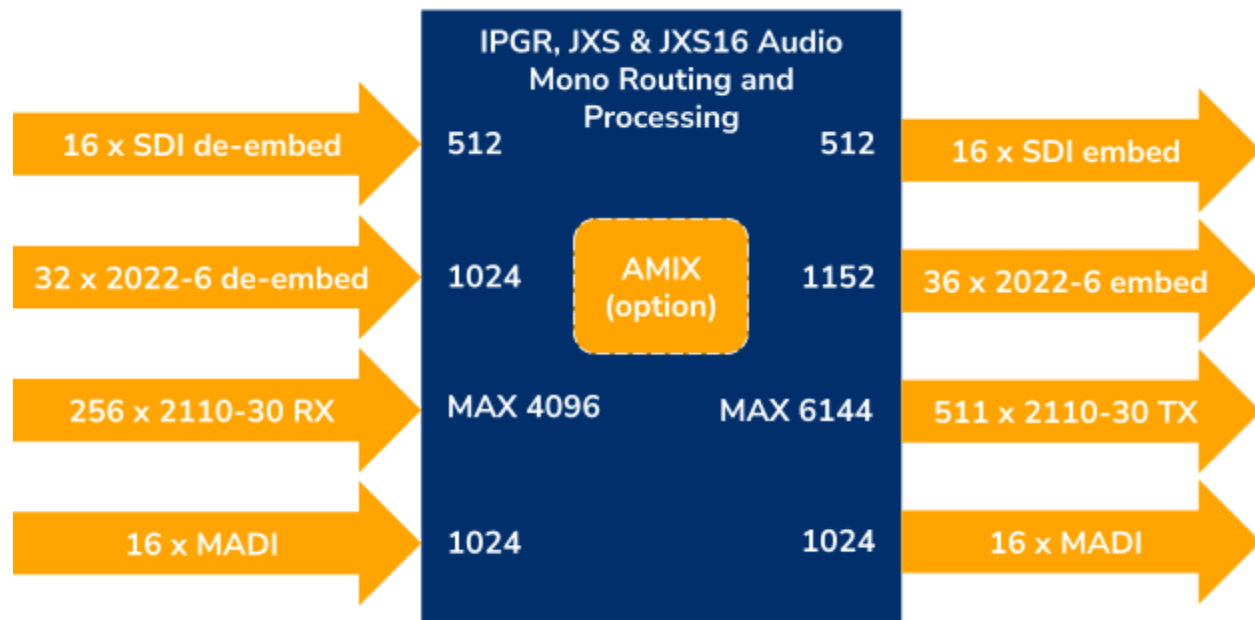 IPGR, JXS & JXS16 Audio
Mono Routing and
Processing
16 x SDI de-embed
512
512
16 x SDI embed
32 x 2022-6 de-embed
1024
AMIX
(option)
1152
36 x 2022-6 embed
256 x 2110-30 RX
MAX 4096
MAX 6144
511 x 2110-30 TX
16 x MADI
1024
1024
16 x MADI